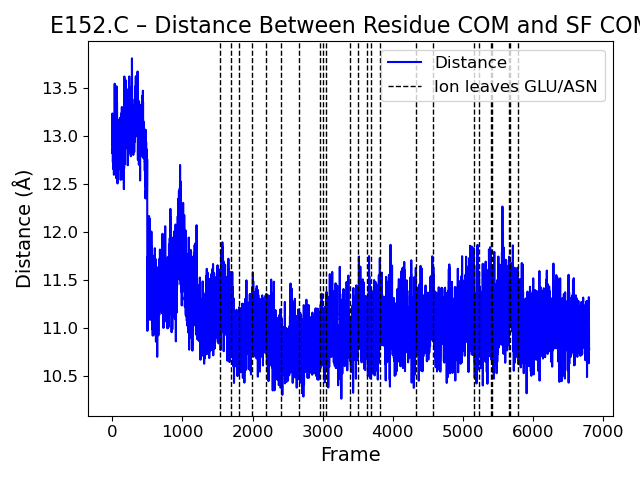 E152.C – Distance Between Residue COM and SF COM
Distance
Ion leaves GLU/ASN
13.5
13.0
12.5
12.0
11.5
11.0
10.5
Distance (Å)
0 1000 2000 3000 4000 5000 6000 7000
Frame